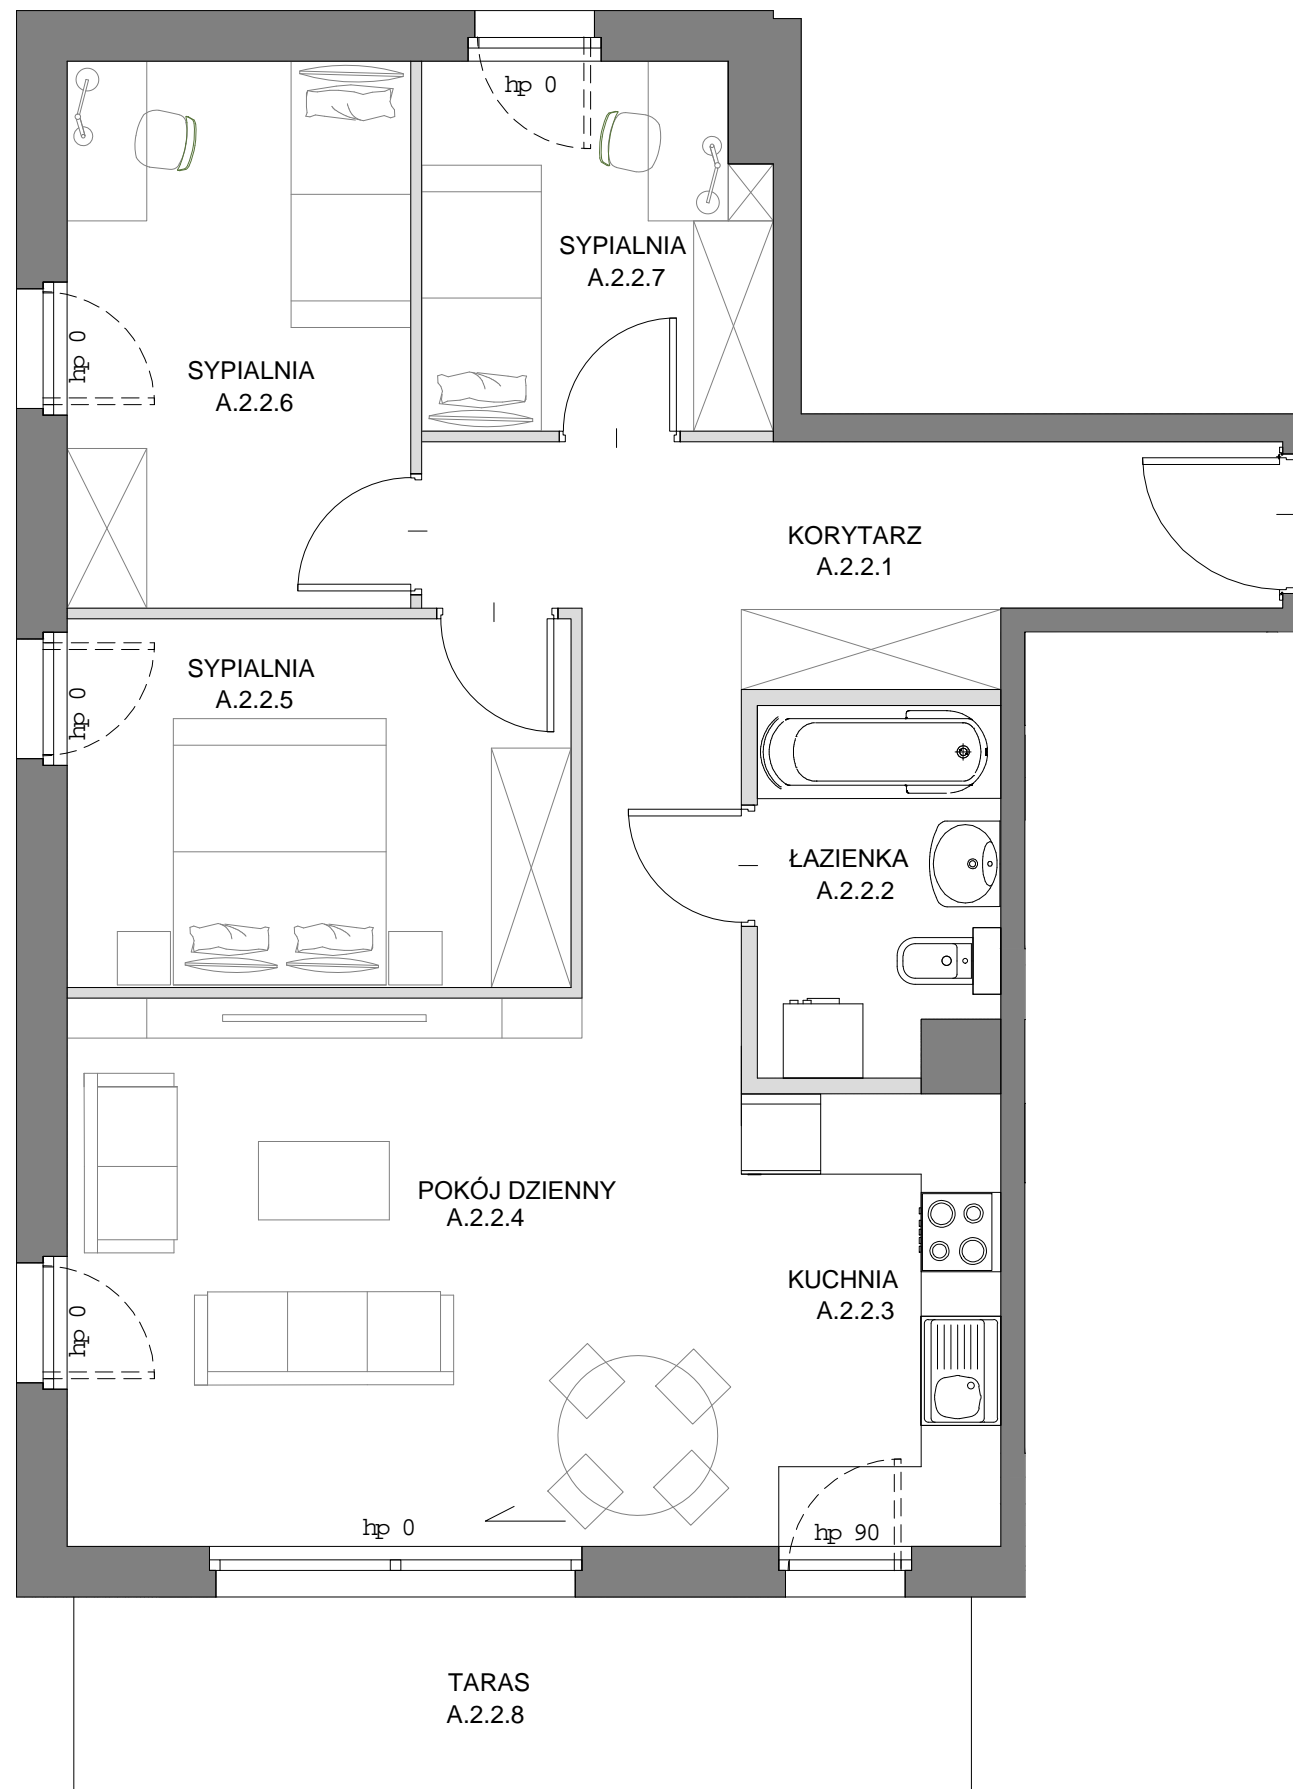 hp 0
SYPIALNIA
A.2.2.7
hp 0
SYPIALNIA
A.2.2.6
KORYTARZ
A.2.2.1
SYPIALNIA
A.2.2.5
hp 0
ŁAZIENKA
A.2.2.2
POKÓJ DZIENNY
A.2.2.4
KUCHNIA
A.2.2.3
hp 0
hp 0
hp 90
TARAS
A.2.2.8